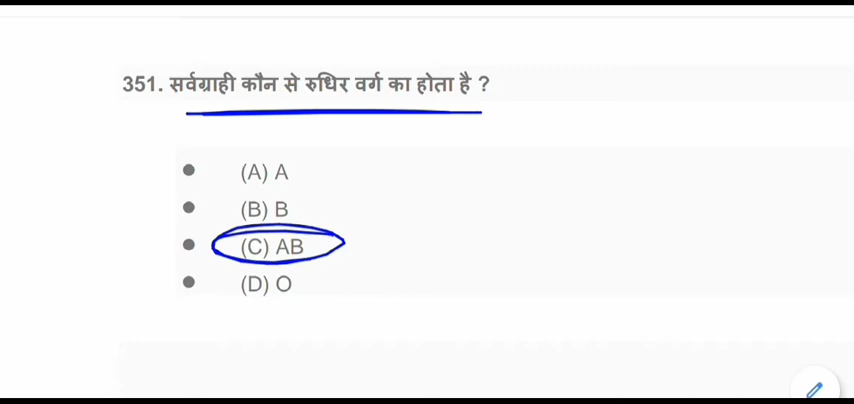 351. सर्वग्राही कौन से रुधिर वर्ग का होता है ?
(A) A
(B) B
(C) AB
(D) O